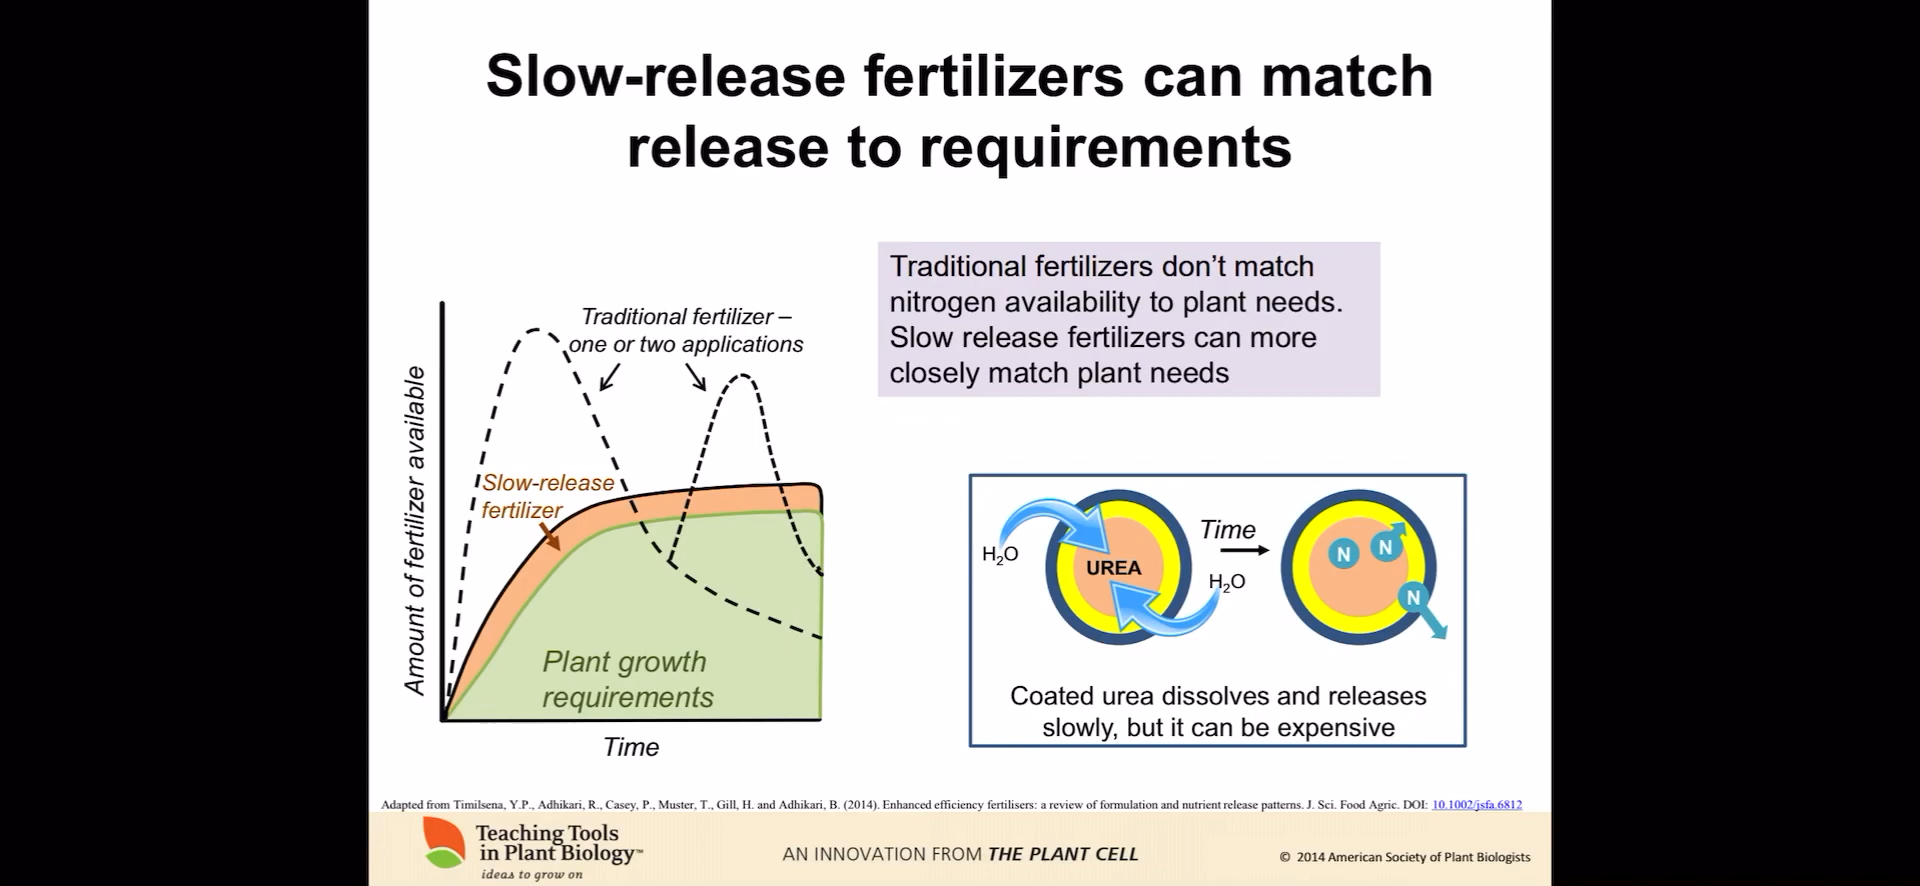 Slow-release fertilizers can match
release to requirements
Traditional fertilizers don’t match
nitrogen availability to plant needs.
Slow release fertilizers can more
closely match plant needs
Amount of fertilizer available
Traditional fertilizer –
one or two applications
Slow-release
fertilizer
Plant growth
requirements
Time
H₂O
UREA
Time
H₂O
N
N
N
Coated urea dissolves and releases
slowly, but it can be expensive
Adapted from Timilsena, Y.P., Adhikari, R., Casey, P., Muster, T., Gill, H. and Adhikari, B. (2014). Enhanced efficiency fertilisers: a review of formulation and nutrient release patterns. J. Sci. Food Agric. DOI: 10.1002/jsfa.6812
Teaching Tools
in Plant Biology™
ideas to grow on
AN INNOVATION FROM THE PLANT CELL
© 2014 American Society of Plant Biologists